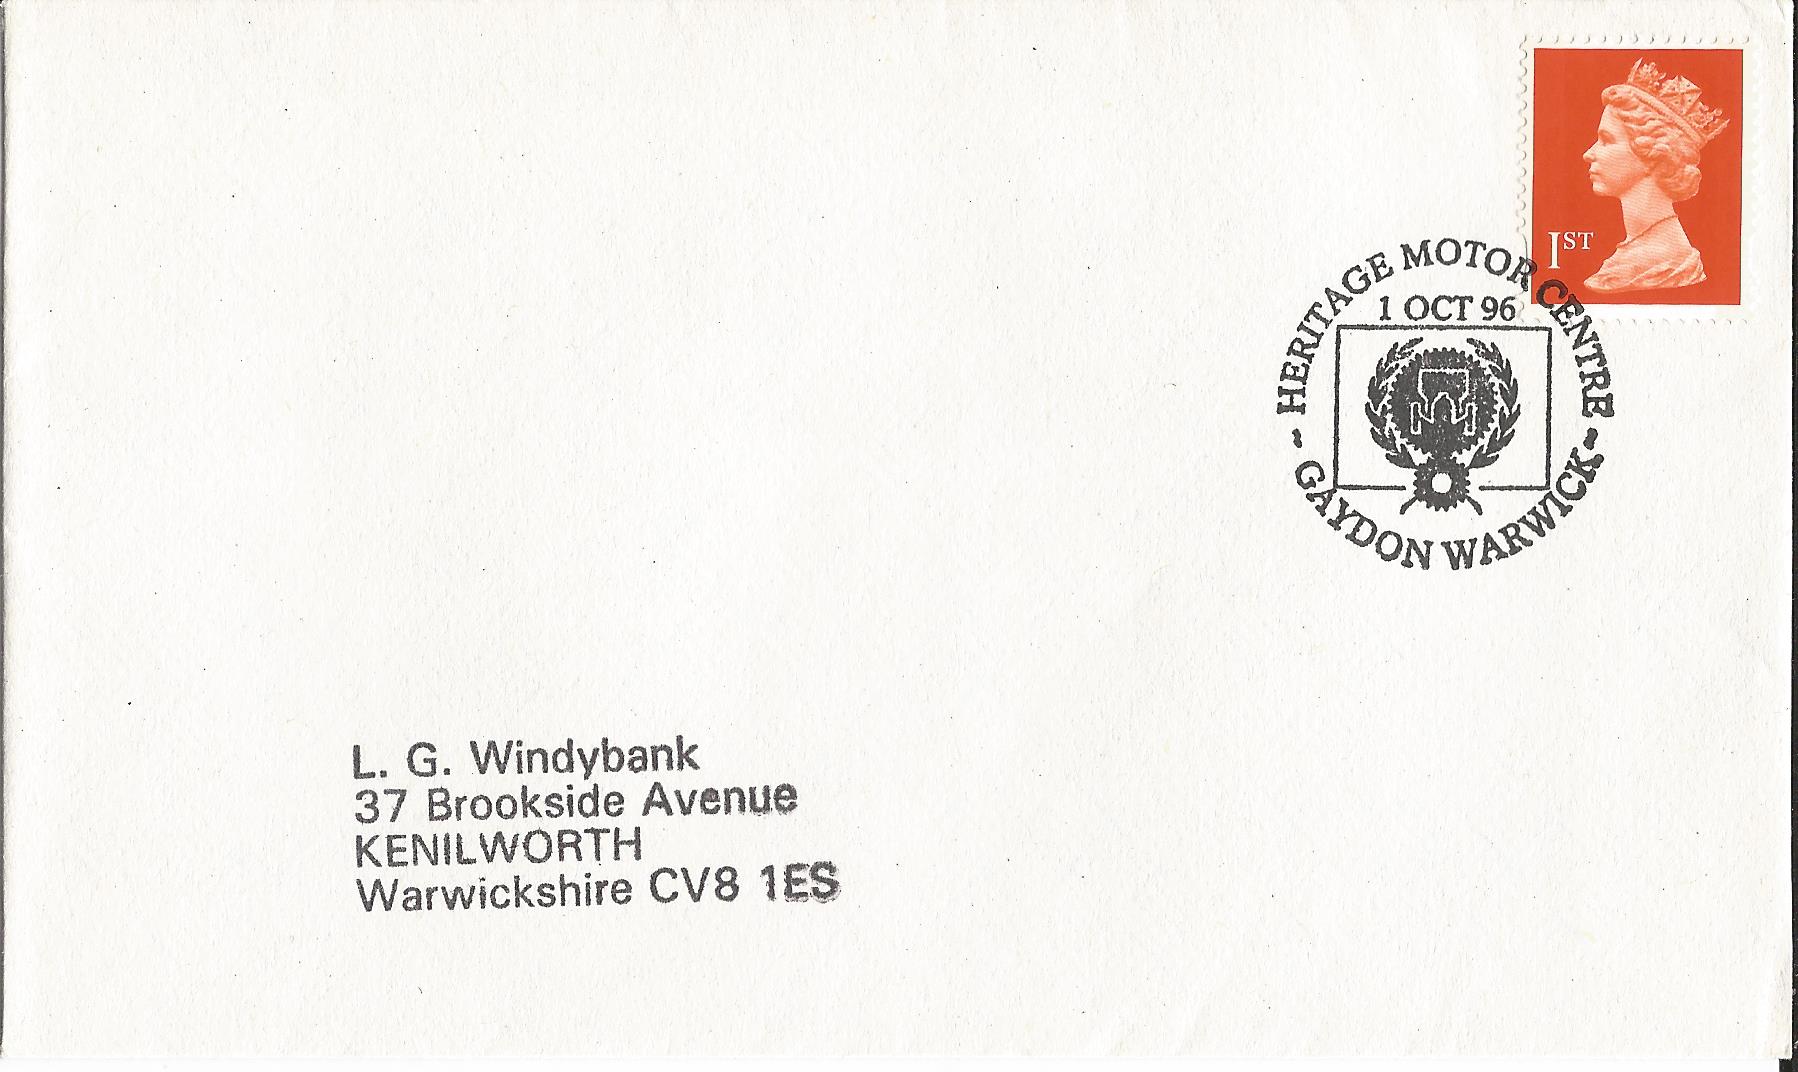 1ST
HERITAGE MOTOR CENTRE
1 OCT 96
~ GAYDON WARWICK ~
L. G. Windybank
37 Brookside Avenue
KENILWORTH
Warwickshire CV8 1ES